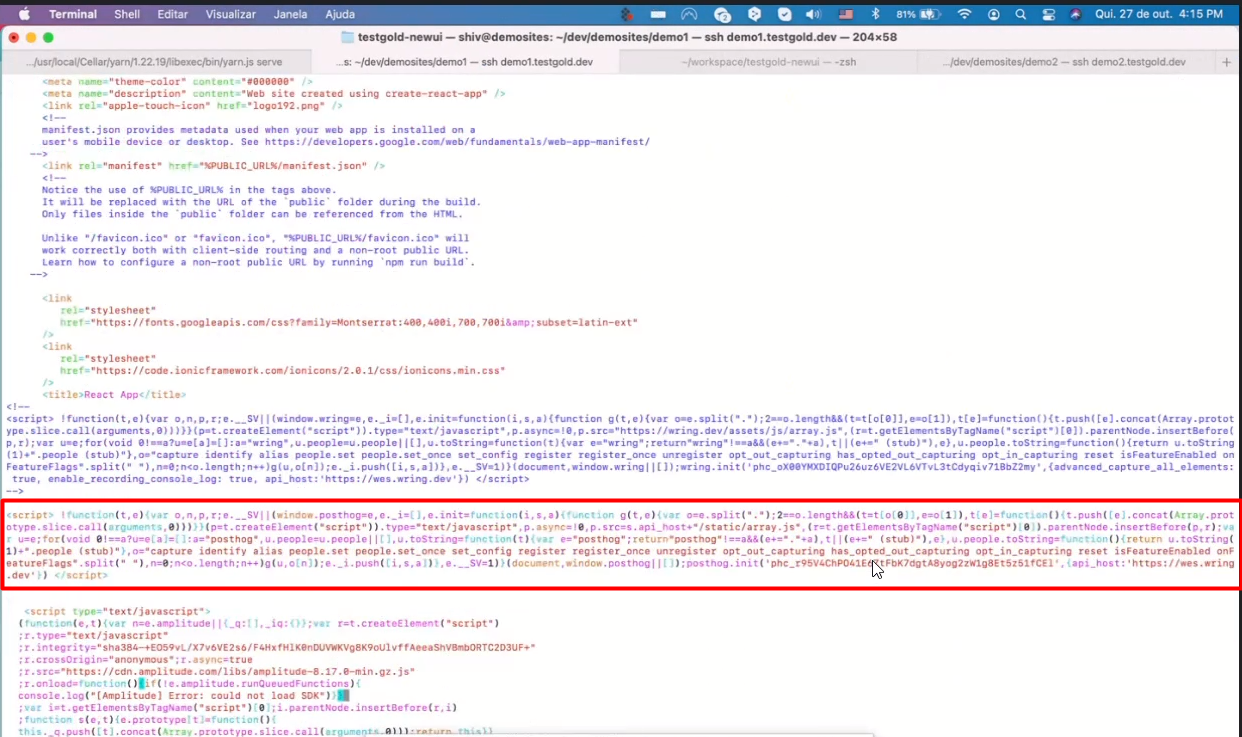 Terminal Shell Editar Visualizar Janela Ajuda 81% Qui. 27 de out. 4:15 PM
testgold-newui — shiv@demosites: ~/dev/demosites/demo1 — ssh demo1.testgold.dev — 204×58
.../usr/local/Cellar/yarn/1.22.19/libexec/bin/yarn.js serve ...s: ~/dev/demosites/demo1 — ssh demo1.testgold.dev ~/workspace/testgold-newui — -zsh .../dev/demosites/demo2 — ssh demo2.testgold.dev +
<meta name="theme-color" content="#000000" />
<meta name="description" content="Web site created using create-react-app" />
<link rel="apple-touch-icon" href="logo192.png" />
<!--
manifest.json provides metadata used when your web app is installed on a
user's mobile device or desktop. See https://developers.google.com/web/fundamentals/web-app-manifest/
-->
<link rel="manifest" href="%PUBLIC_URL%/manifest.json" />
<!--
Notice the use of %PUBLIC_URL% in the tags above.
It will be replaced with the URL of the `public` folder during the build.
Only files inside the `public` folder can be referenced from the HTML.
Unlike "/favicon.ico" or "favicon.ico", "%PUBLIC_URL%/favicon.ico" will
work correctly both with client-side routing and a non-root public URL.
Learn how to configure a non-root public URL by running `npm run build`.
-->
<link
rel="stylesheet"
href="https://fonts.googleapis.com/css?family=Montserrat:400,400i,700,700i&amp;subset=latin-ext"
/>
<link
rel="stylesheet"
href="https://code.ionicframework.com/ionicons/2.0.1/css/ionicons.min.css"
/>
<title>React App</title>
<!--
<script> !function(t,e){var o,n,p,r;e.__SV||(window.wring=e,e._i=[],e.init=function(i,s,a){function g(t,e){var o=e.split(".");2==o.length&&(t=t[o[0]],e=o[1]),t[e]=function(){t.push([e].concat(Array.protot
ype.slice.call(arguments,0)))}}(p=t.createElement("script")).type="text/javascript",p.async=!0,p.src="https://wring.dev/assets/js/array.js",(r=t.getElementsByTagName("script")[0]).parentNode.insertBefore(
p,r);var u=e;for(void 0!==a?u=e[a]=[]:a="wring",u.people=u.people||[],u.toString=function(t){var e="wring";return"wring"!==a&&(e+="."+a),t||(e+=" (stub)"),e},u.people.toString=function(){return u.toString
(1)+".people (stub)"},o="capture identify alias people.set people.set_once set_config register register_once unregister opt_out_capturing has_opted_out_capturing opt_in_capturing reset isFeatureEnabled on
FeatureFlags".split(" "),n=0;n<o.length;n++)g(u,o[n]);e._i.push([i,s,a])},e.__SV=1)}(document,window.wring||[]);wring.init('phc_oX00YMXDIQPu26uz6VE2VL6VTvL3tCdyqiv71BbZ2my',{advanced_capture_all_elements:
true, enable_recording_console_log: true, api_host:'https://wes.wring.dev'}) </script>
-->
<script> !function(t,e){var o,n,p,r;e.__SV||(window.posthog=e,e._i=[],e.init=function(i,s,a){function g(t,e){var o=e.split(".");2==o.length&&(t=t[o[0]],e=o[1]),t[e]=function(){t.push([e].concat(Array.prot
otype.slice.call(arguments,0)))}}(p=t.createElement("script")).type="text/javascript",p.async=!0,p.src=s.api_host+"/static/array.js",(r=t.getElementsByTagName("script")[0]).parentNode.insertBefore(p,r);va
r u=e;for(void 0!==a?u=e[a]=[]:a="posthog",u.people=u.people||[],u.toString=function(t){var e="posthog";return"posthog"!==a&&(e+="."+a),t||(e+=" (stub)"),e},u.people.toString=function(){return u.toString(
1)+".people (stub)"},o="capture identify alias people.set people.set_once set_config register register_once unregister opt_out_capturing has_opted_out_capturing opt_in_capturing reset isFeatureEnabled onF
eatureFlags".split(" "),n=0;n<o.length;n++)g(u,o[n]);e._i.push([i,s,a])},e.__SV=1)}(document,window.posthog||[]);posthog.init( {api_host:'https://wes.wring
.dev'}) </script>
<script type="text/javascript">
(function(e,t){var n=e.amplitude||{_q:[],_iq:{}};var r=t.createElement("script")
;r.type="text/javascript"
;r.integrity="sha384-+EO59vL/X7v6VE2s6/F4HxfHlK0nDUVWKVg8K9oUlvffAeeaShVBmbORTC2D3UF+"
;r.crossOrigin="anonymous";r.async=true
;r.src="https://cdn.amplitude.com/libs/amplitude-8.17.0-min.gz.js"
;r.onload=function(){if(!e.amplitude.runQueuedFunctions){
console.log("[Amplitude] Error: could not load SDK")}}
;var i=t.getElementsByTagName("script")[0];i.parentNode.insertBefore(r,i)
;function s(e,t){e.prototype[t]=function(){
this._q.push([t].concat(Array.prototype.slice.call(arguments,0)));return this}}